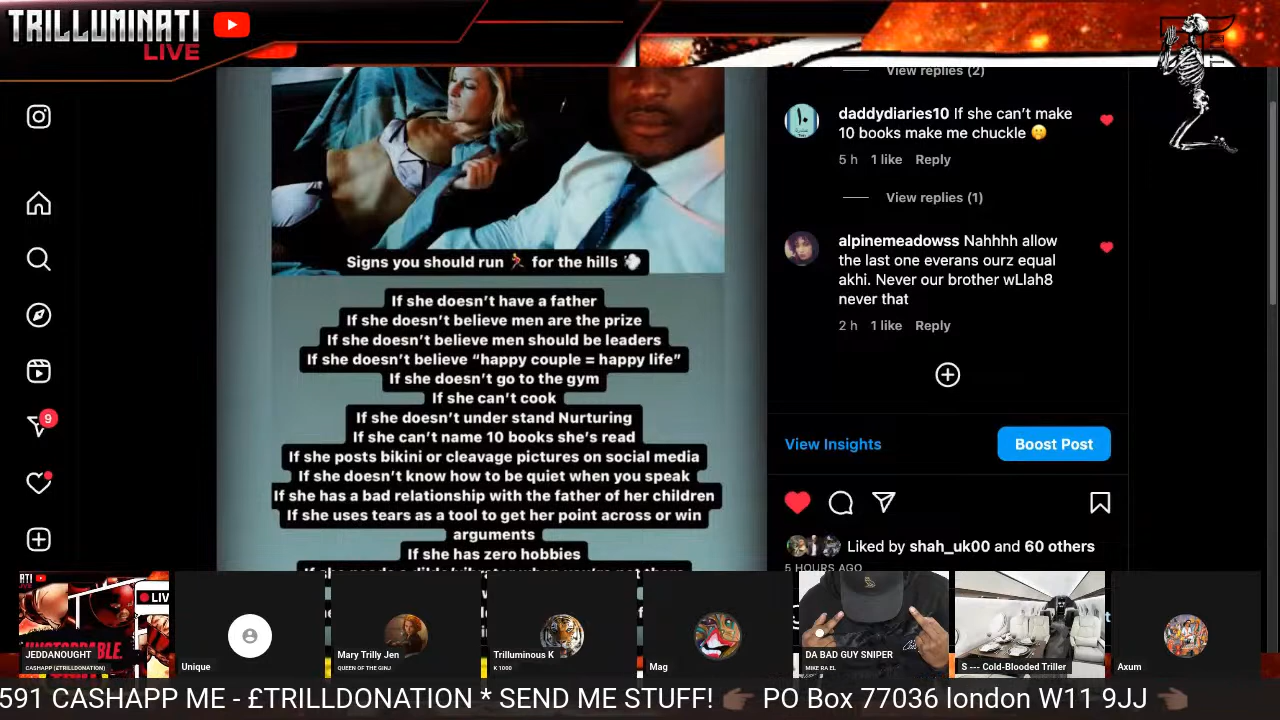 TRILLUMINATI
LIVE
View replies (2)
daddydiaries10 If she can't make
10 books make me chuckle 🤭
5 h 1 like Reply
View replies (1)
alpinemeadowss Nahhhh allow
the last one everans ourz equal
akhi. Never our brother wLlah8
never that
2 h 1 like Reply
Signs you should run 🏃 for the hills 💨
If she doesn't have a father
If she doesn't believe men are the prize
If she doesn't believe men should be leaders
If she doesn't believe “happy couple = happy life”
If she doesn't go to the gym
If she can't cook
If she doesn't under stand Nurturing
If she can't name 10 books she's read
If she posts bikini or cleavage pictures on social media
If she doesn't know how to be quiet when you speak
If she has a bad relationship with the father of her children
If she uses tears as a tool to get her point across or win
arguments
If she has zero hobbies
View Insights
Boost Post
Liked by shah_uk00 and 60 others
5 HOURS AGO
9
LIV
JEDDANOUGHT
CASHAPP (£TRILLDONATION)
Unique
Mary Trilly Jen
QUEEN OF THE GINJ
Trilluminous K
K 1000
Mag
DA BAD GUY SNIPER
MIKE RA EL
S --- Cold-Blooded Triller
Axum
591 CASHAPP ME - £TRILLDONATION * SEND ME STUFF! 👉🏿 PO Box 77036 london W11 9JJ 👈🏿